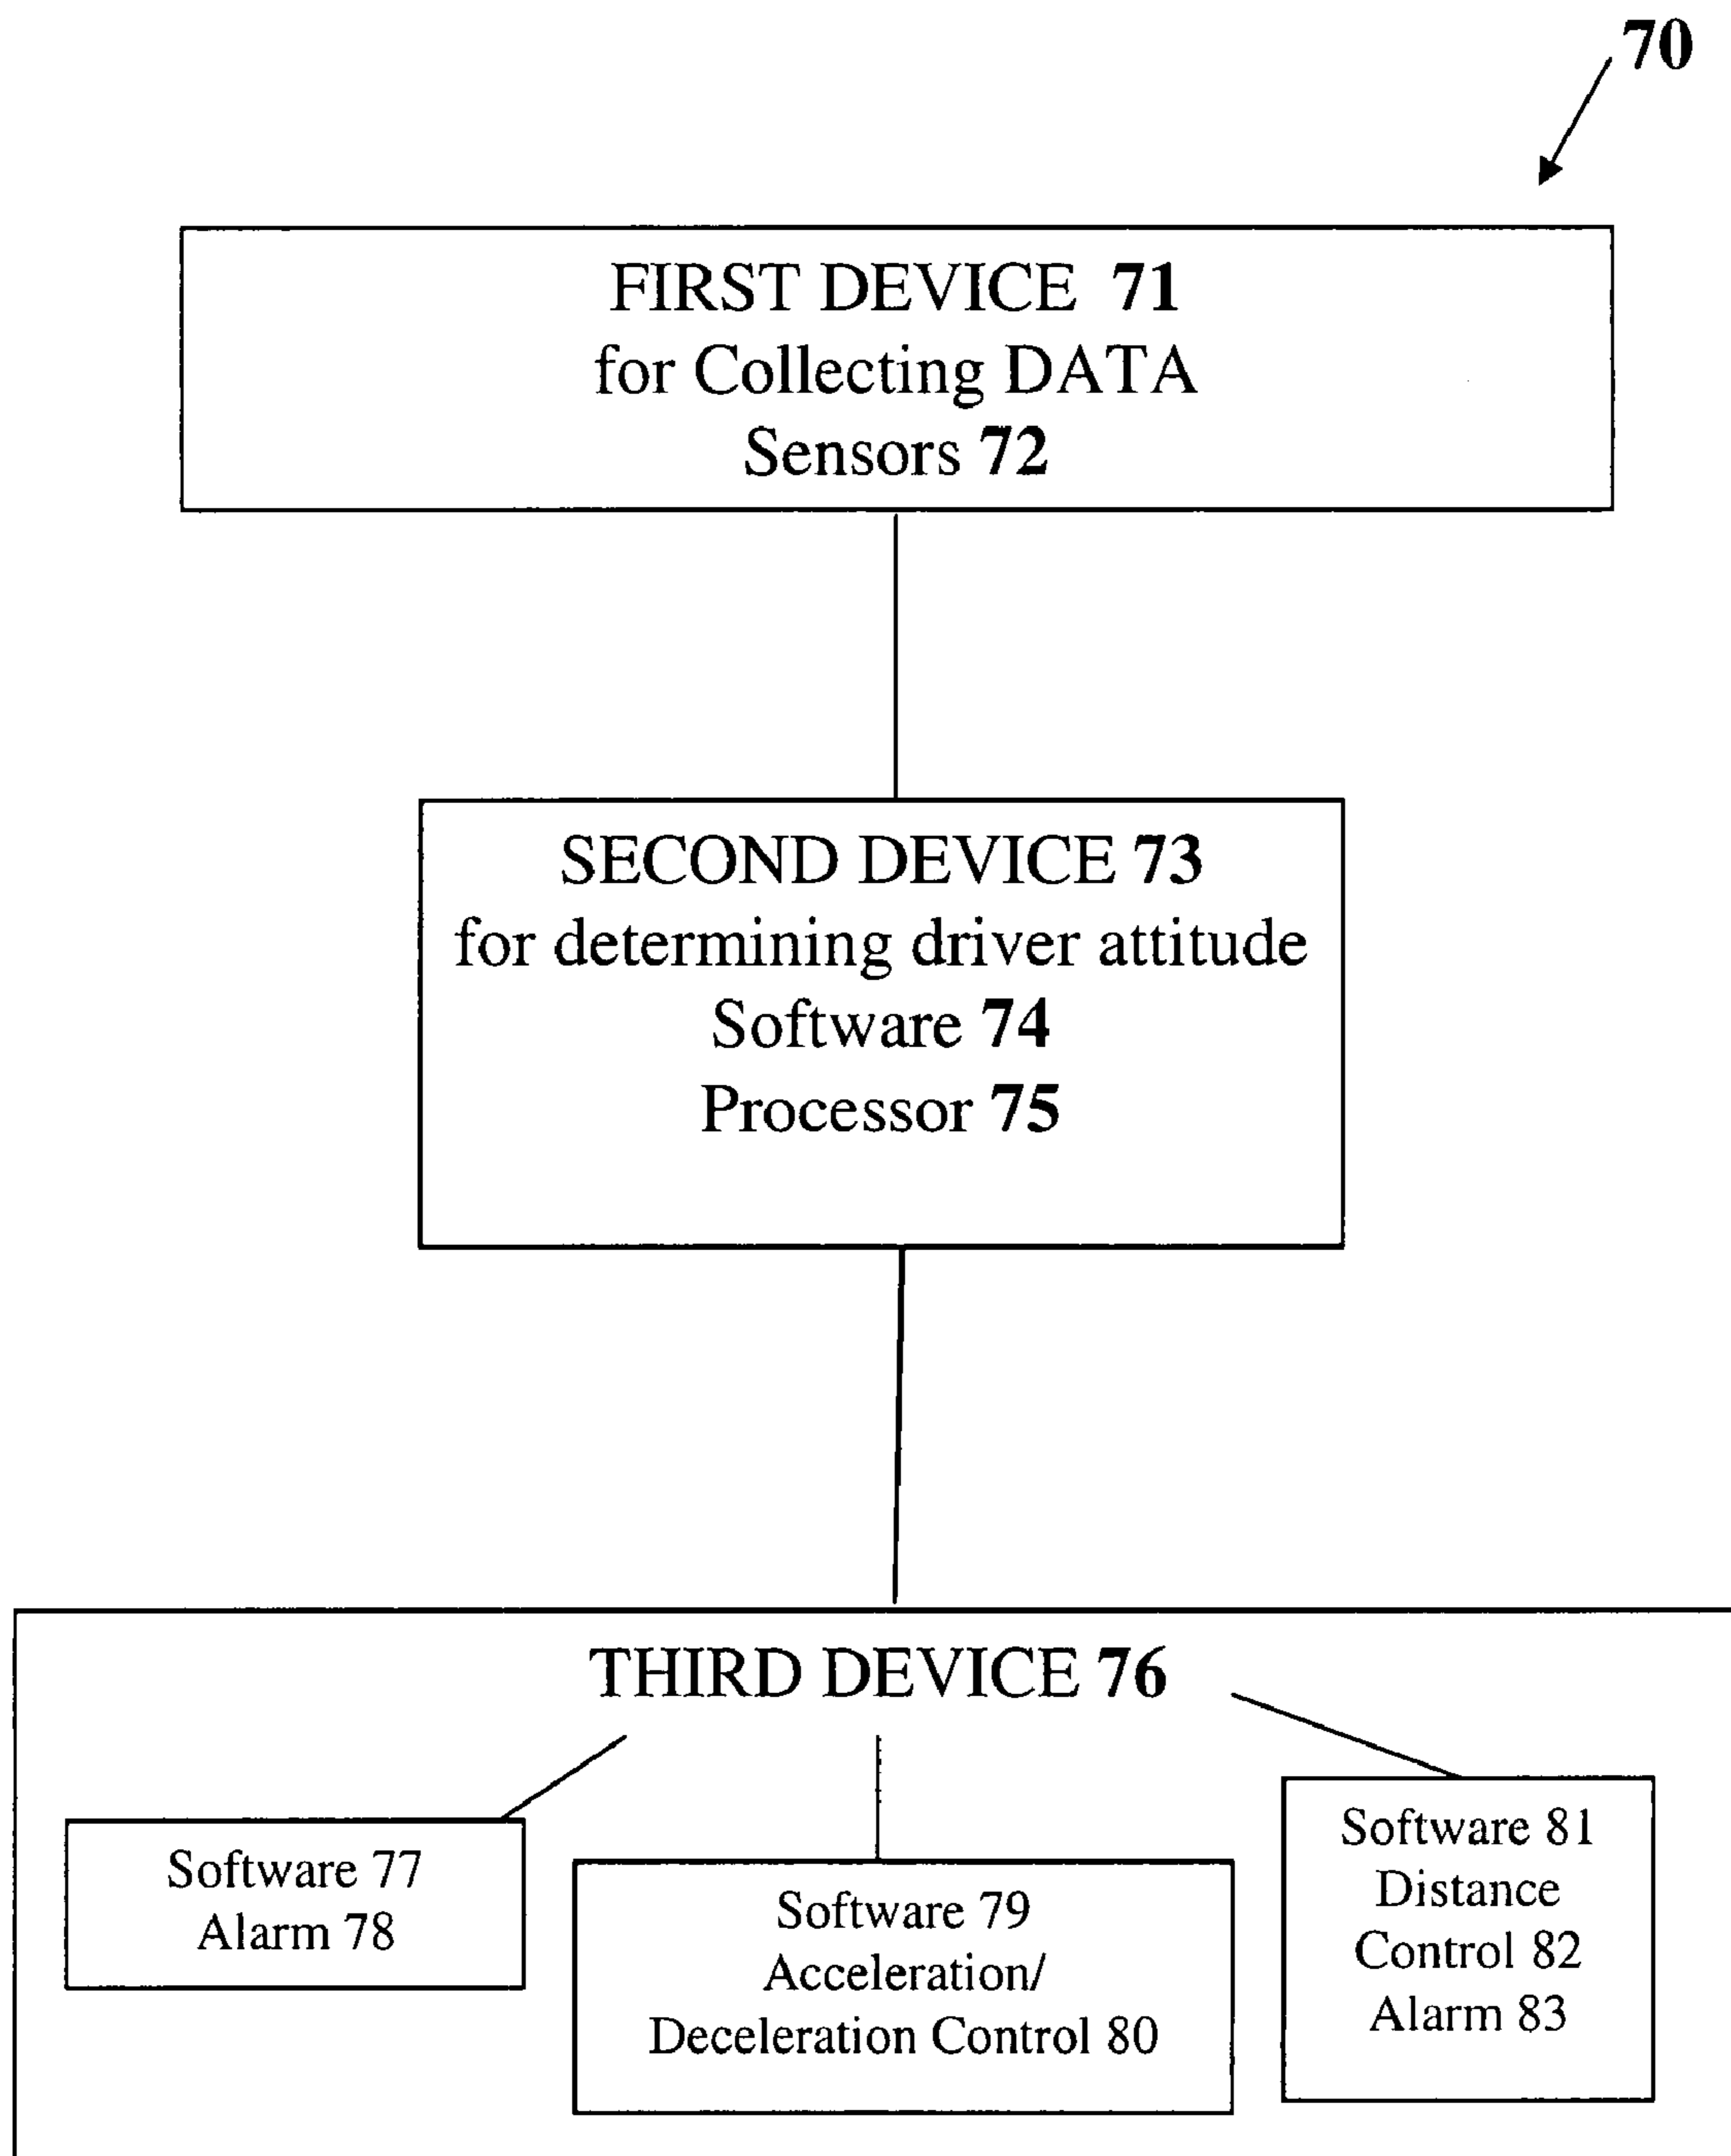 70
FIRST DEVICE 71
for Collecting DATA
Sensors 72
SECOND DEVICE 73
for determining driver attitude
Software 74
Processor 75
THIRD DEVICE 76
Software 77
Alarm 78
Software 79
Acceleration/
Deceleration Control 80
Software 81
Distance
Control 82
Alarm 83